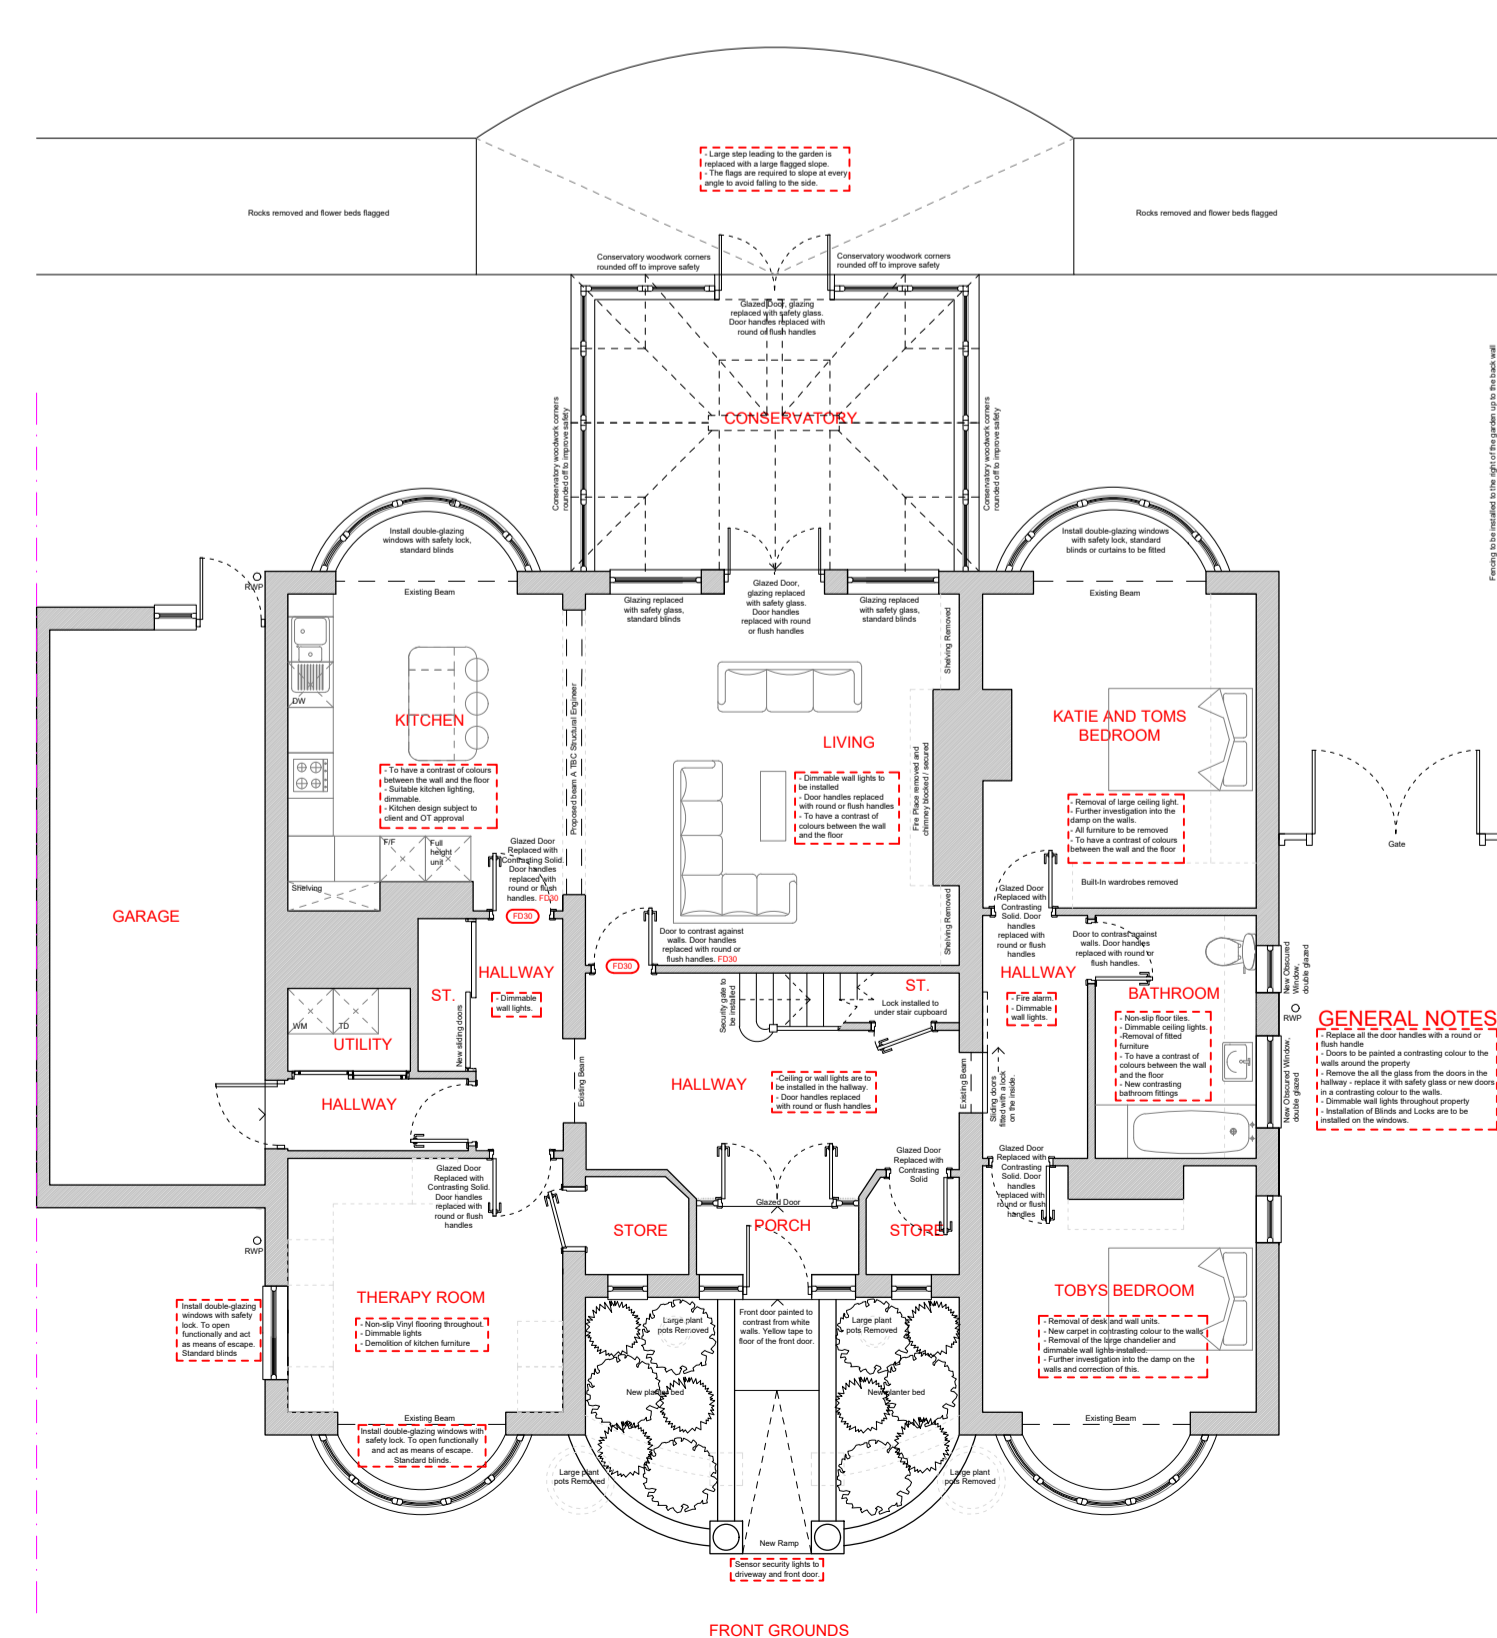 - Large step leading to the garden is
replaced with a large flagged slope.
- The flags are required to slope at every
angle to avoid falling to the side.
Rocks removed and flower beds flagged
Rocks removed and flower beds flagged
Conservatory woodwork corners
rounded off to improve safety
Conservatory woodwork corners
rounded off to improve safety
Glazed Door, glazing
replaced with safety glass.
Door handles replaced with
round or flush handles
CONSERVATORY
Conservatory woodwork corners
rounded off to improve safety
Conservatory woodwork corners
rounded off to improve safety
Fencing to be installed to the right of the garden up to the back wall
Install double-glazing
windows with safety lock,
standard blinds
Install double-glazing windows
with safety lock, standard
blinds or curtains to be fitted
RWP
Existing Beam
Glazing replaced
with safety glass,
standard blinds
Glazed Door,
glazing replaced
with safety glass.
Door handles
replaced with round
or flush handles
Glazing replaced
with safety glass,
standard blinds
Existing Beam
Shelving Removed
DW
KITCHEN
- To have a contrast of colours
between the wall and the floor
- Suitable kitchen lighting,
dimmable.
- Kitchen design subject to
client and OT approval
Proposed beam A TBC Structural Engineer
LIVING
- Dimmable wall lights to
be installed
- Door handles replaced
with round or flush handles
- To have a contrast of
colours between the wall
and the floor
Fire Place removed and
chimney blocked / secured
KATIE AND TOMS
BEDROOM
- Removal of large ceiling light.
- Further investigation into the
damp on the walls.
- All furniture to be removed
- To have a contrast of colours
between the wall and the floor
Built-In wardrobes removed
Gate
F/F
Full
height
unit
Shelving
Glazed Door
Replaced with
Contrasting Solid.
Door handles
replaced with
round or flush
handles. FD30
FD30
GARAGE
Door to contrast against
walls. Door handles
replaced with round or
flush handles. FD30
FD30
Shelving Removed
Glazed Door
Replaced with
Contrasting
Solid. Door
handles
replaced with
round or flush
handles
Door to contrast against
walls. Door handles
replaced with round or
flush handles.
New Obscured
Window,
double glazed
HALLWAY
- Dimmable
wall lights.
ST.
New sliding doors
Security gate to
be installed
ST.
Lock installed to
under stair cupboard
HALLWAY
- Fire alarm.
- Dimmable
wall lights.
BATHROOM
- Non-slip floor tiles.
- Dimmable ceiling lights.
-Removal of fitted
furniture
- To have a contrast of
colours between the wall
and the floor
- New contrasting
bathroom fittings
RWP
New Obscured Window,
double glazed
GENERAL NOTES
- Replace all the door handles with a round or
flush handle
- Doors to be painted a contrasting colour to the
walls around the property
- Remove the all the glass from the doors in the
hallway - replace it with safety glass or new doors
in a contrasting colour to the walls.
- Dimmable wall lights throughout property
- Installation of Blinds and Locks are to be
installed on the windows.
WM
TD
UTILITY
HALLWAY
Existing Beam
HALLWAY
-Ceiling or wall lights are to
be installed in the hallway.
- Door handles replaced
with round or flush handles
Existing Beam
Sliding doors
fitted with a lock
on the inside.
Glazed Door
Replaced with
Contrasting Solid.
Door handles
replaced with
round or flush
handles
Glazed Door
Replaced with
Contrasting
Solid
Glazed Door
Replaced with
Contrasting
Solid. Door
handles
replaced with
round or flush
handles
Glazed Door
STORE
PORCH
STORE
RWP
THERAPY ROOM
- Non-slip Vinyl flooring throughout.
- Dimmable lights
- Demolition of kitchen furniture
Install double-glazing
windows with safety
lock. To open
functionally and act
as means of escape.
Standard blinds
Large plant
pots Removed
Front door painted to
contrast from white
walls. Yellow tape to
floor of the front door.
Large plant
pots Removed
TOBYS BEDROOM
- Removal of desk and wall units.
- New carpet in contrasting colour to the walls
- Removal of the large chandelier and
dimmable wall lights installed.
- Further investigation into the damp on the
walls and correction of this.
New planter bed
New planter bed
Existing Beam
Install double-glazing windows with
safety lock. To open functionally
and act as means of escape.
Standard blinds.
Existing Beam
Large plant
pots Removed
Large plant
pots Removed
New Ramp
Sensor security lights to
driveway and front door.
FRONT GROUNDS